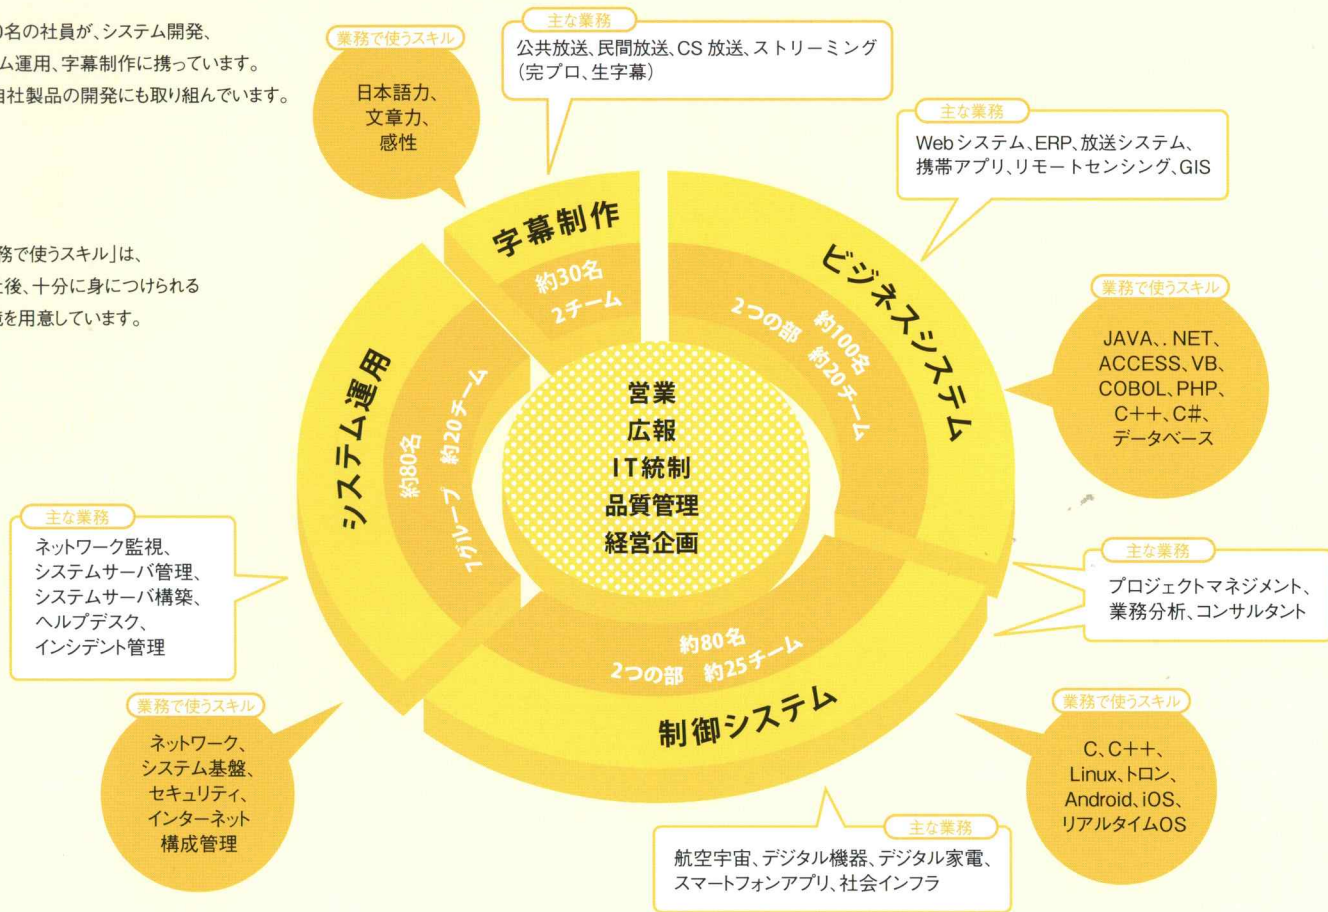 0名の社員が、システム開発、
ム運用、字幕制作に携っています。
自社製品の開発にも取り組んでいます。
務で使うスキル」は、
後、十分に身につけられる
を用意しています。
業務で使うスキル
日本語力、
文章力、
感性
主な業務
公共放送、民間放送、CS 放送、ストリーミング
（完プロ、生字幕）
主な業務
Webシステム、ERP、放送システム、
携帯アプリ、リモートセンシング、GIS
字幕制作
約30名
2チーム
ビジネスシステム
約100名
2つの部 約20チーム
業務で使うスキル
JAVA、. NET、
ACCESS、VB、
COBOL、PHP、
C++、C#、
データベース
システム運用
約80名
7グループ 約20チーム
営業
広報
IT統制
品質管理
経営企画
主な業務
ネットワーク監視、
システムサーバ管理、
システムサーバ構築、
ヘルプデスク、
インシデント管理
主な業務
プロジェクトマネジメント、
業務分析、コンサルタント
約80名
2つの部 約25チーム
制御システム
業務で使うスキル
ネットワーク、
システム基盤、
セキュリティ、
インターネット
構成管理
業務で使うスキル
C、C++、
Linux、トロン、
Android、iOS、
リアルタイムOS
主な業務
航空宇宙、デジタル機器、デジタル家電、
スマートフォンアプリ、社会インフラ